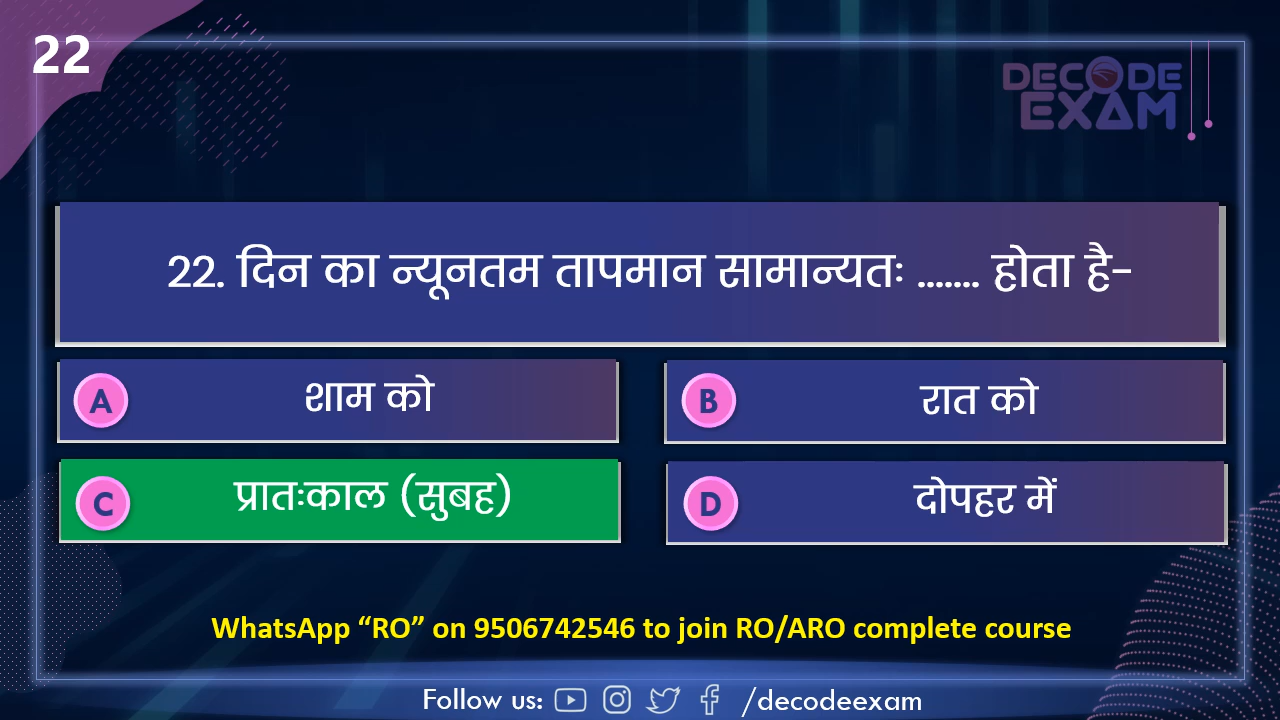 22
DECODE
EXAM
22. दिन का न्यूनतम तापमान सामान्यतः ....... होता है-
A शाम को
B रात को
C प्रातःकाल (सुबह)
D दोपहर में
WhatsApp “RO” on 9506742546 to join RO/ARO complete course
Follow us: /decodeexam